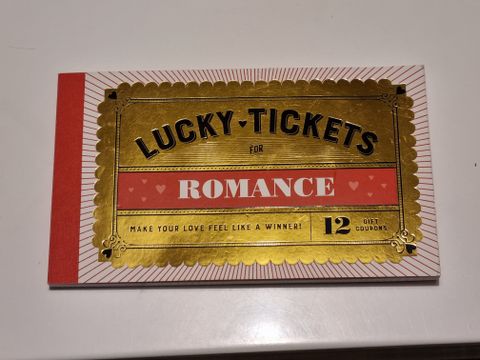 LUCKY♥TICKETS
FOR
ROMANCE
MAKE YOUR LOVE FEEL LIKE A WINNER!
12 GIFT COUPONS